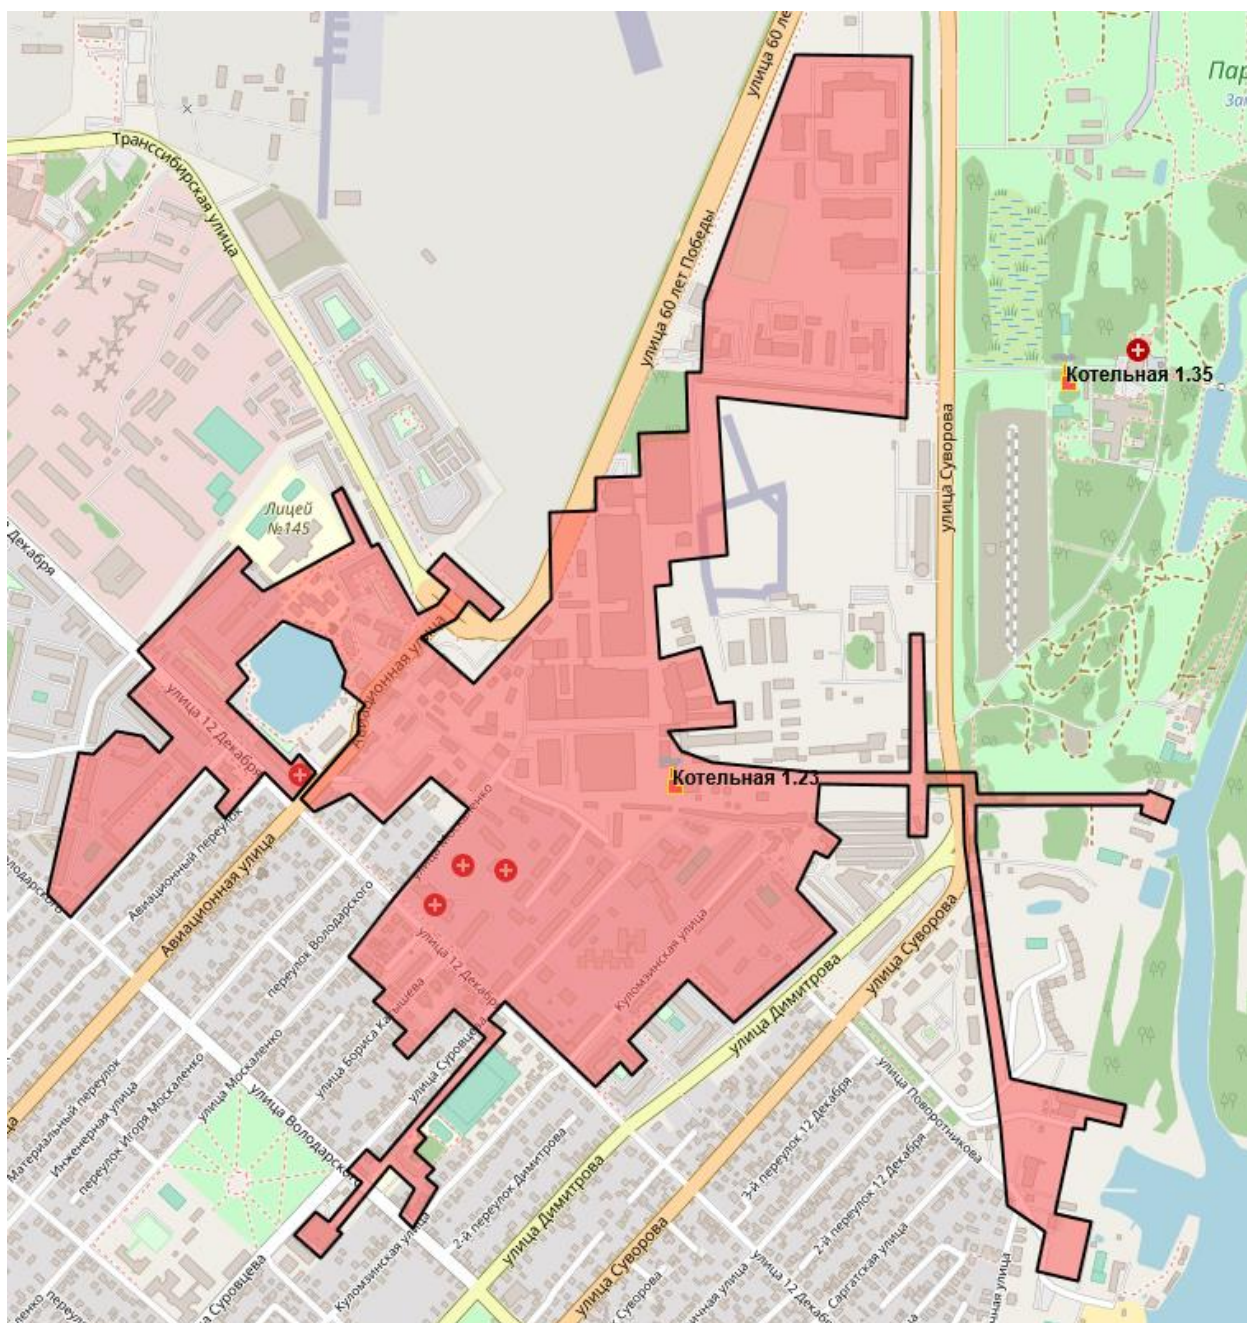 улица 60 лет
Пар
Транссибирская улица
улица 60 лет Победы
Котельная 1.35
улица Суворова
Лицей
№145
Декабря
Авиационная улица
улица 12 Декабря
Котельная 1.23
улица Москаленко
Авиационный переулок
Авиационная улица
переулок Володарского
улица 12 Декабря
Куломзинская улица
улица Суворова
улица Димитрова
улица Бориса Камышева
улица Суровцева
улица Поворотникова
Материальный переулок
Инженерная улица
переулок Игоря Москаленко
улица Москаленко
улица Володарского
3-й переулок 12 Декабря
2-й переулок 12 Декабря
2-й переулок Димитрова
улица Димитрова
Куломзинская улица
Саргатская улица
улица 12 Декабря
улица Суворова
Суровцева